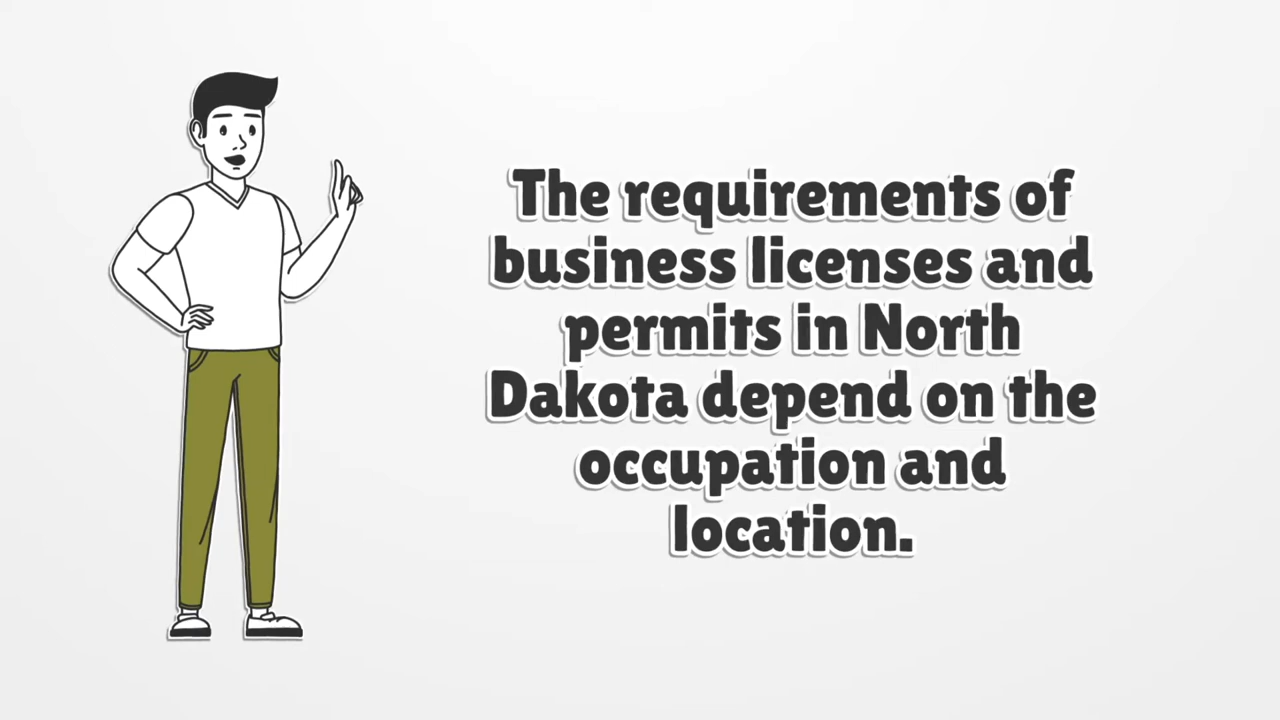 The requirements of
business licenses and
permits in North
Dakota depend on the
occupation and
location.